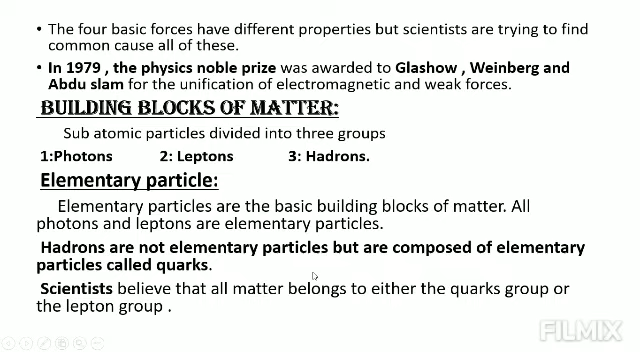 • The four basic forces have different properties but scientists are trying to find
common cause all of these.
• In 1979 , the physics noble prize was awarded to Glashow , Weinberg and
Abdu slam for the unification of electromagnetic and weak forces.
BUILDING BLOCKS OF MATTER:
Sub atomic particles divided into three groups
1:Photons 2: Leptons 3: Hadrons.
Elementary particle:
Elementary particles are the basic building blocks of matter. All
photons and leptons are elementary particles.
Hadrons are not elementary particles but are composed of elementary
particles called quarks.
Scientists believe that all matter belongs to either the quarks group or
the lepton group .
FILMIX